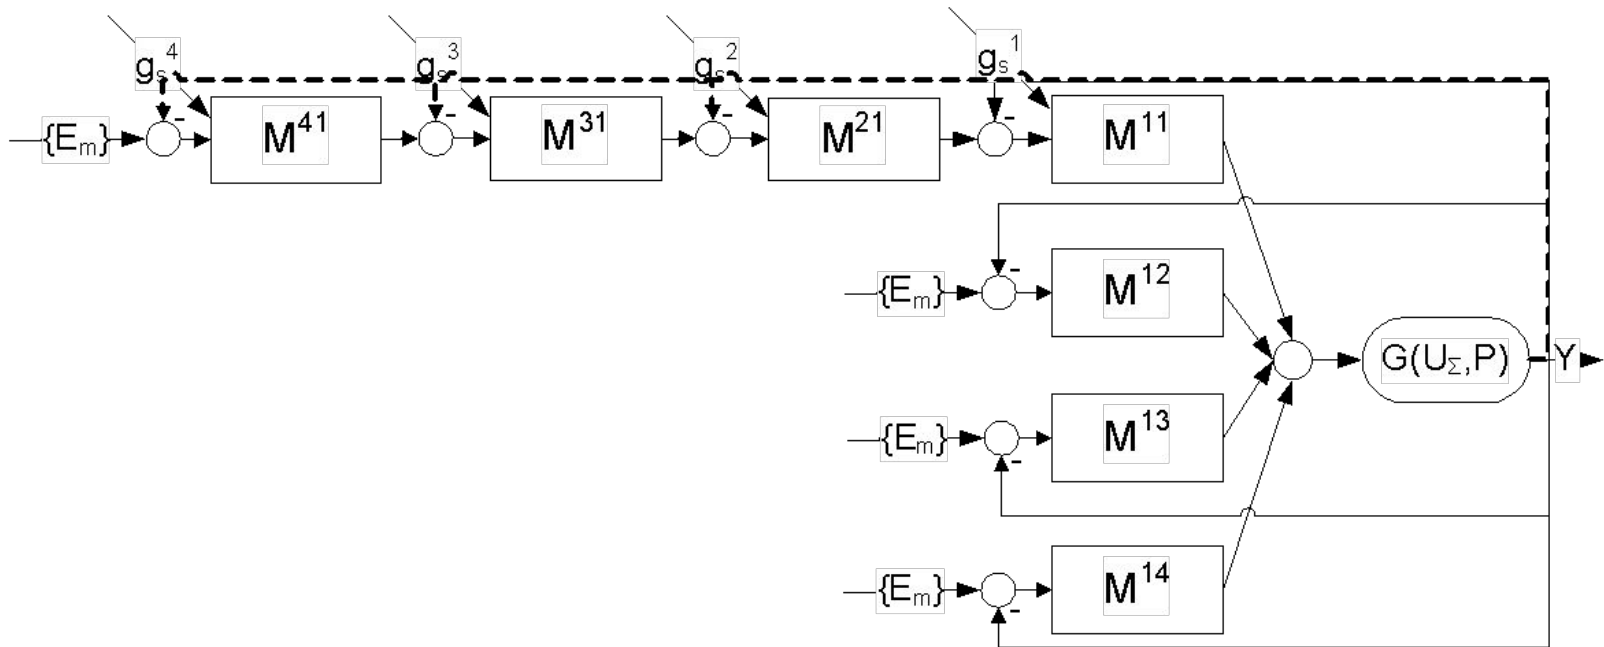 g_s^4 g_s^3 g_s^2 g_s^1
{E_m} - M^41 - M^31 - M^21 - M^11
{E_m} - M^12
G(U_Σ,P) Y
{E_m} - M^13
{E_m} - M^14